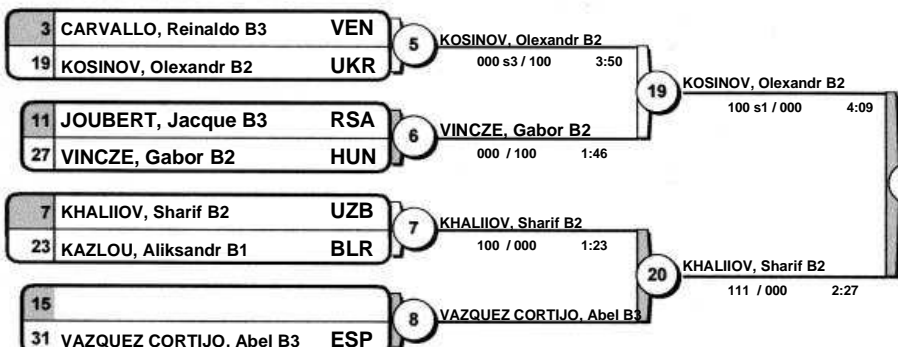 3 CARVALLO, Reinaldo B3 VEN
19 KOSINOV, Olexandr B2 UKR
5
KOSINOV, Olexandr B2
000 s3 / 100 3:50
11 JOUBERT, Jacque B3 RSA
27 VINCZE, Gabor B2 HUN
6
VINCZE, Gabor B2
000 / 100 1:46
19
KOSINOV, Olexandr B2
100 s1 / 000 4:09
7 KHALIIOV, Sharif B2 UZB
23 KAZLOU, Aliksandr B1 BLR
7
KHALIIOV, Sharif B2
100 / 000 1:23
15
31 VAZQUEZ CORTIJO, Abel B3 ESP
8
VAZQUEZ CORTIJO, Abel B3
20
KHALIIOV, Sharif B2
111 / 000 2:27